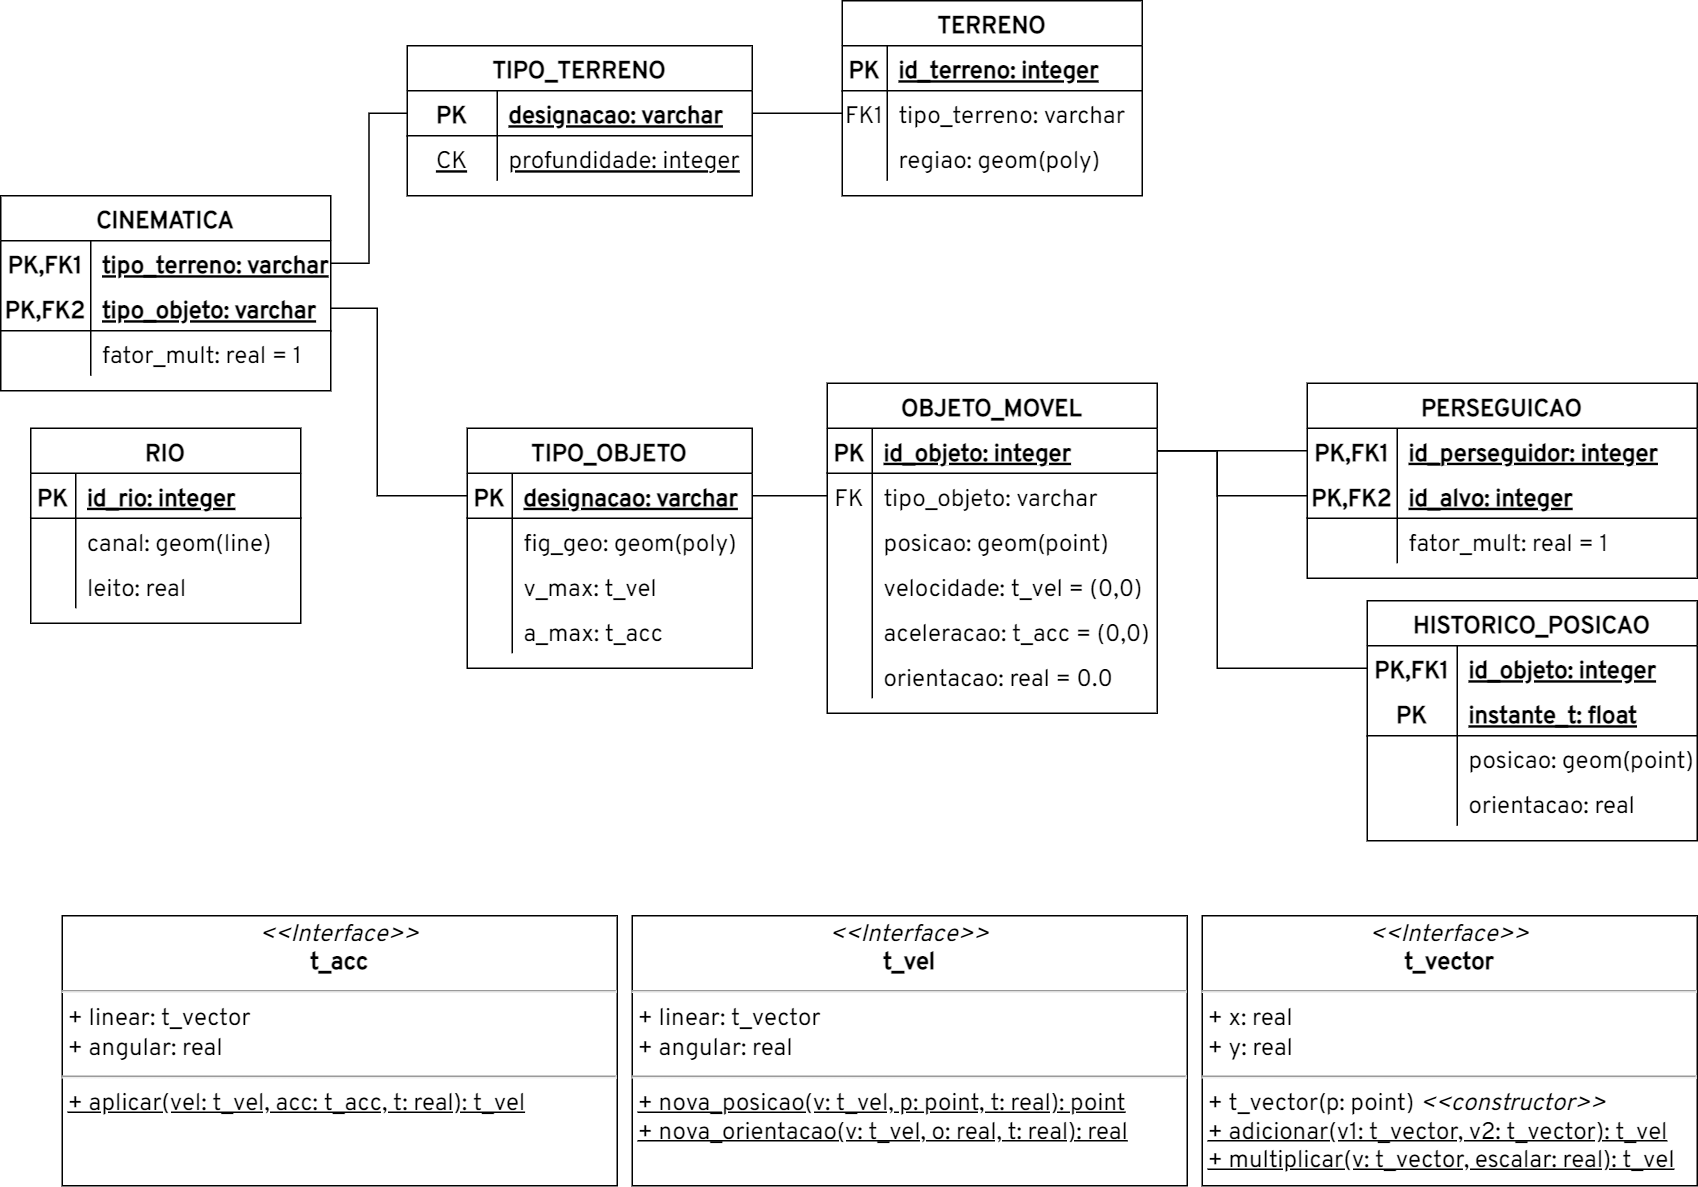 TERRENO
PK id_terreno: integer
FK1 tipo_terreno: varchar
regiao: geom(poly)
TIPO_TERRENO
PK designacao: varchar
CK profundidade: integer
CINEMATICA
PK,FK1 tipo_terreno: varchar
PK,FK2 tipo_objeto: varchar
fator_mult: real = 1
RIO
PK id_rio: integer
canal: geom(line)
leito: real
TIPO_OBJETO
PK designacao: varchar
fig_geo: geom(poly)
v_max: t_vel
a_max: t_acc
OBJETO_MOVEL
PK id_objeto: integer
FK tipo_objeto: varchar
posicao: geom(point)
velocidade: t_vel = (0,0)
aceleracao: t_acc = (0,0)
orientacao: real = 0.0
PERSEGUICAO
PK,FK1 id_perseguidor: integer
PK,FK2 id_alvo: integer
fator_mult: real = 1
HISTORICO_POSICAO
PK,FK1 id_objeto: integer
PK instante_t: float
posicao: geom(point)
orientacao: real
<<Interface>>
t_acc
+ linear: t_vector
+ angular: real
+ aplicar(vel: t_vel, acc: t_acc, t: real): t_vel
<<Interface>>
t_vel
+ linear: t_vector
+ angular: real
+ nova_posicao(v: t_vel, p: point, t: real): point
+ nova_orientacao(v: t_vel, o: real, t: real): real
<<Interface>>
t_vector
+ x: real
+ y: real
+ t_vector(p: point) <<constructor>>
+ adicionar(v1: t_vector, v2: t_vector): t_vel
+ multiplicar(v: t_vector, escalar: real): t_vel